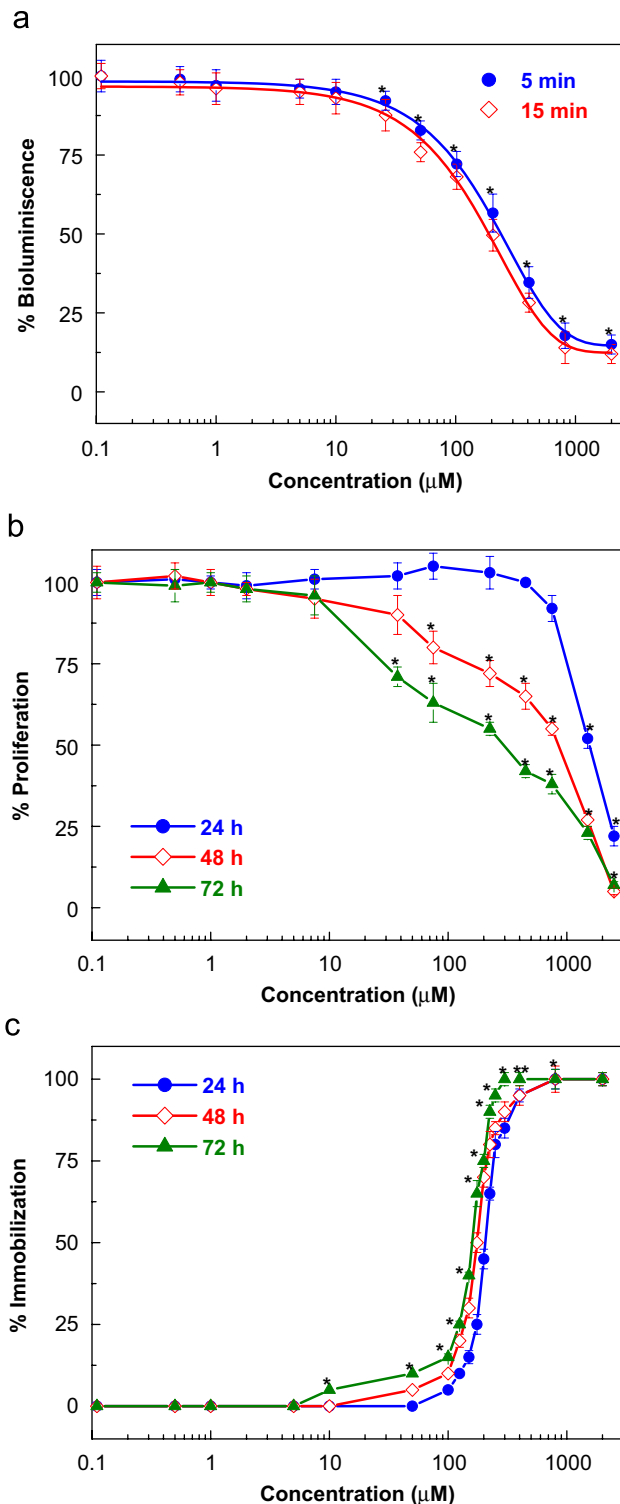 a
100
75
50
25
0
% Bioluminiscence
5 min
15 min
* * * * * * * *
0.1 1 10 100 1000
Concentration (μM)
b
100
75
50
25
0
% Proliferation
* * * * * * * * * * * * *
24 h
48 h
72 h
0.1 1 10 100 1000
Concentration (μM)
c
100
75
50
25
0
% Immobilization
24 h
48 h
72 h
* * * * * * * * * * * ** *
0.1 1 10 100 1000
Concentration (μM)